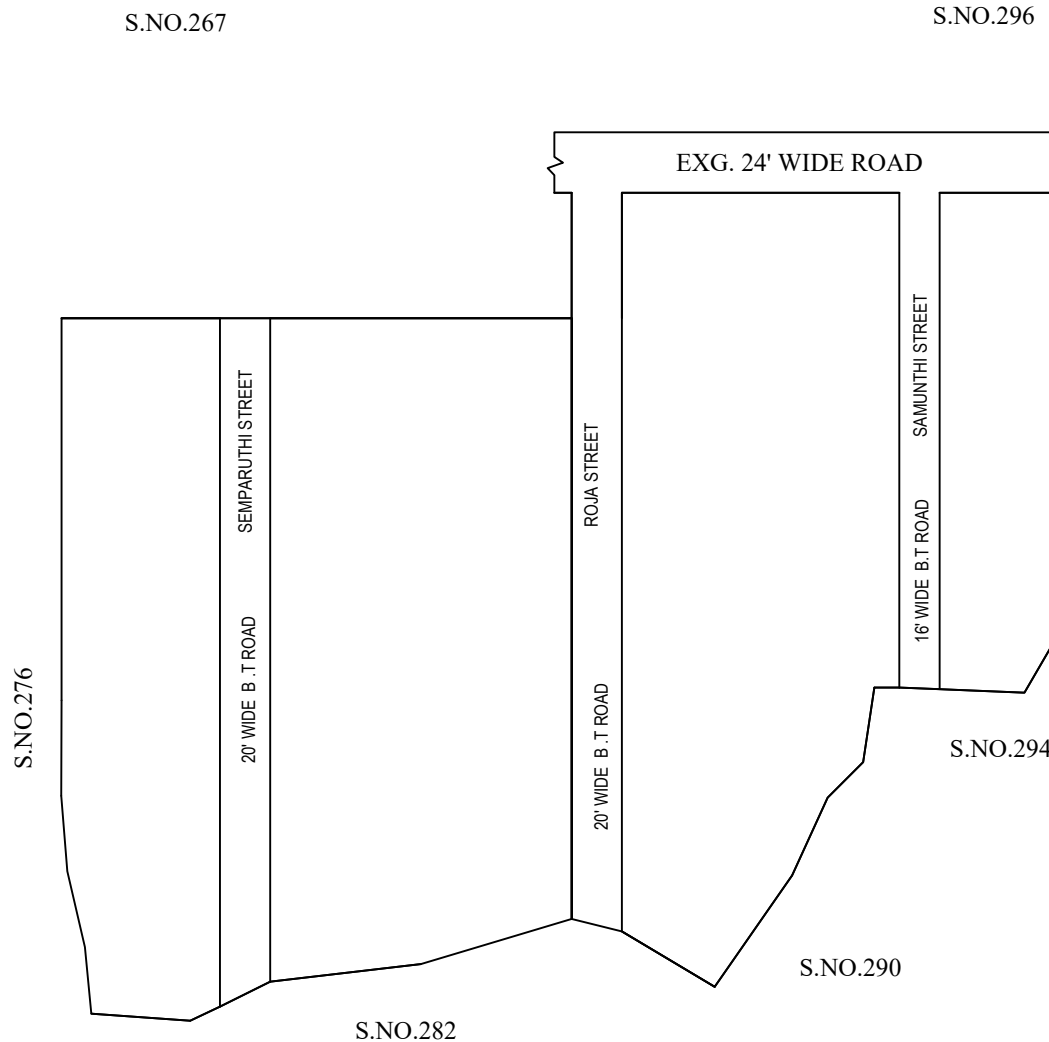 S.NO.267
S.NO.296
EXG. 24' WIDE ROAD
SEMPARUTHI STREET
20' WIDE B .T ROAD
ROJA STREET
20' WIDE B .T ROAD
SAMUNTHI STREET
16' WIDE B.T ROAD
S.NO.276
S.NO.294
S.NO.290
S.NO.282